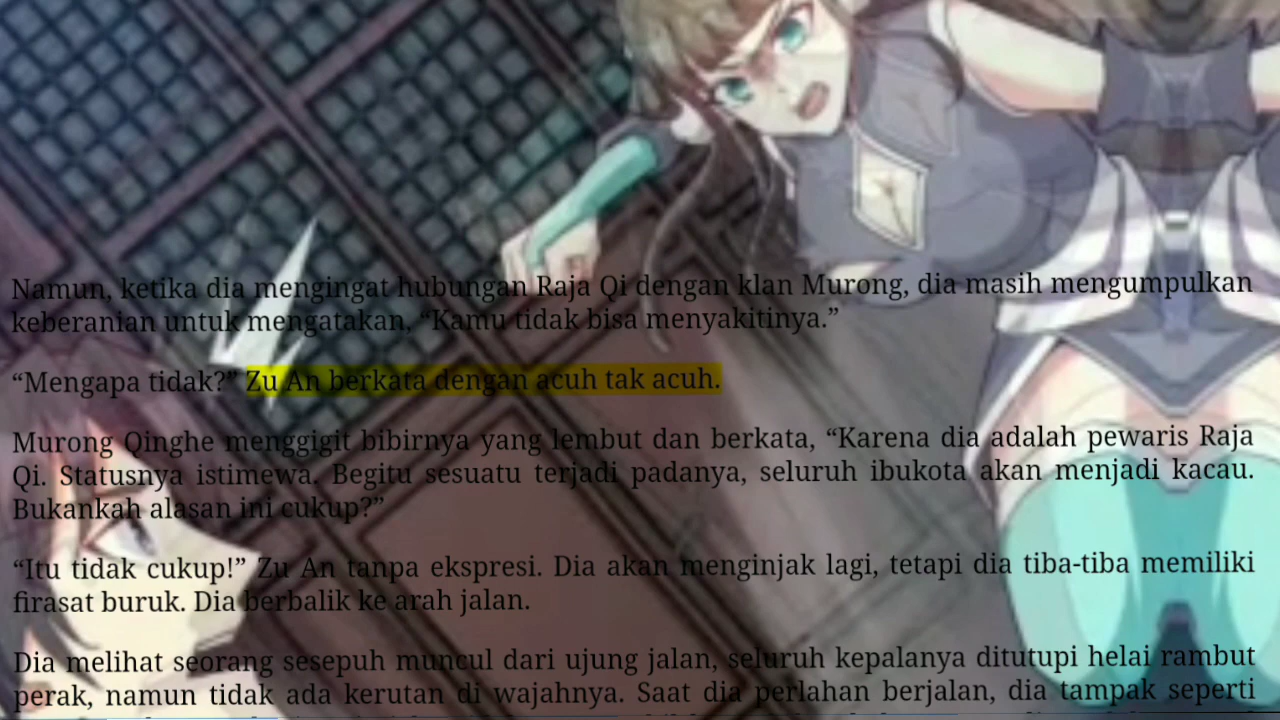 Namun, ketika dia mengingat hubungan Raja Qi dengan klan Murong, dia masih mengumpulkan
keberanian untuk mengatakan, “Kamu tidak bisa menyakitinya.”
“Mengapa tidak?” Zu An berkata dengan acuh tak acuh.
Murong Qinghe menggigit bibirnya yang lembut dan berkata, “Karena dia adalah pewaris Raja
Qi. Statusnya istimewa. Begitu sesuatu terjadi padanya, seluruh ibukota akan menjadi kacau.
Bukankah alasan ini cukup?”
“Itu tidak cukup!” Zu An tanpa ekspresi. Dia akan menginjak lagi, tetapi dia tiba-tiba memiliki
firasat buruk. Dia berbalik ke arah jalan.
Dia melihat seorang sesepuh muncul dari ujung jalan, seluruh kepalanya ditutupi helai rambut
perak, namun tidak ada kerutan di wajahnya. Saat dia perlahan berjalan, dia tampak seperti